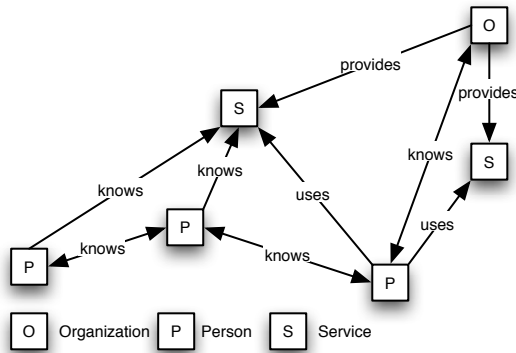 O
provides
provides
S
knows
S
knows
knows
uses
uses
P
knows
knows
P
P
O Organization P Person S Service